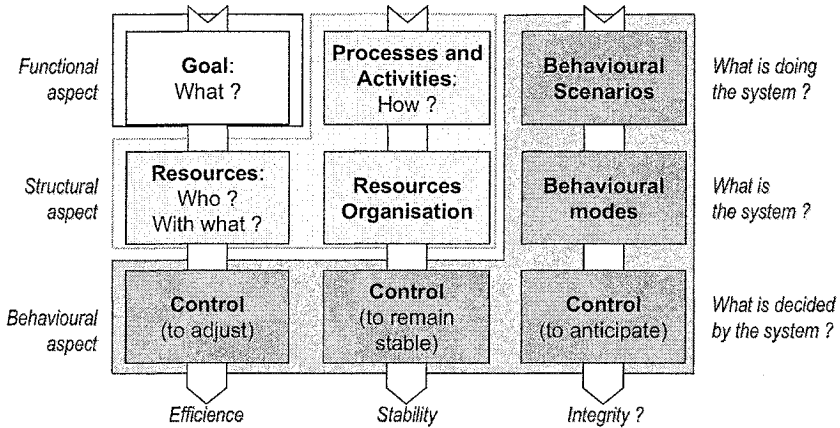 Functional
aspect
Goal:
What ?
Processes and
Activities:
How ?
Behavioural
Scenarios
What is doing
the system ?
Structural
aspect
Resources:
Who ?
With what ?
Resources
Organisation
Behavioural
modes
What is
the system ?
Behavioural
aspect
Control
(to adjust)
Control
(to remain
stable)
Control
(to anticipate)
What is decided
by the system ?
Efficience
Stability
Integrity ?